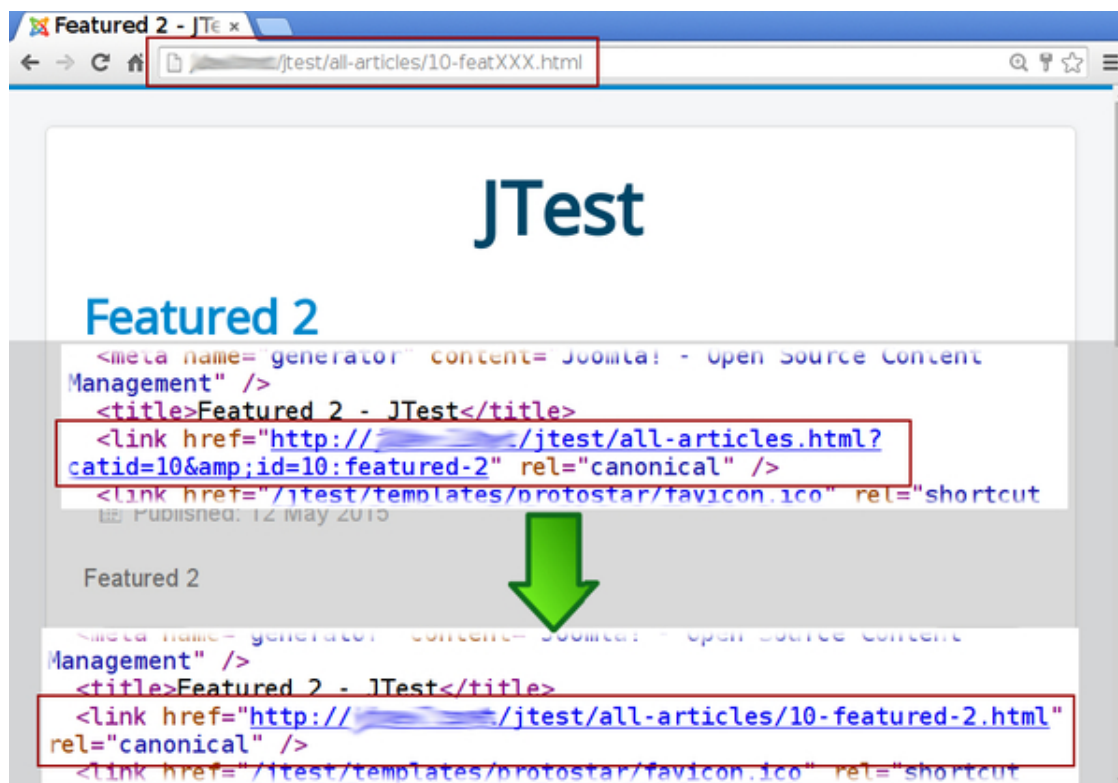 Featured 2 - JTe ×
/jtest/all-articles/10-featXXX.html
JTest
Featured 2
<meta name="generator" content="Joomla! - Open Source Content
Management" />
<title>Featured 2 - JTest</title>
<link href="http:// /jtest/all-articles.html?
catid=10&amp;id=10:featured-2" rel="canonical" />
<link href="/jtest/templates/protostar/favicon.ico" rel="shortcut
Published: 12 May 2015
Featured 2
<meta name="generator" content="Joomla! - Open Source Content
Management" />
<title>Featured 2 - JTest</title>
<link href="http:// /jtest/all-articles/10-featured-2.html"
rel="canonical" />
<link href="/jtest/templates/protostar/favicon.ico" rel="shortcut